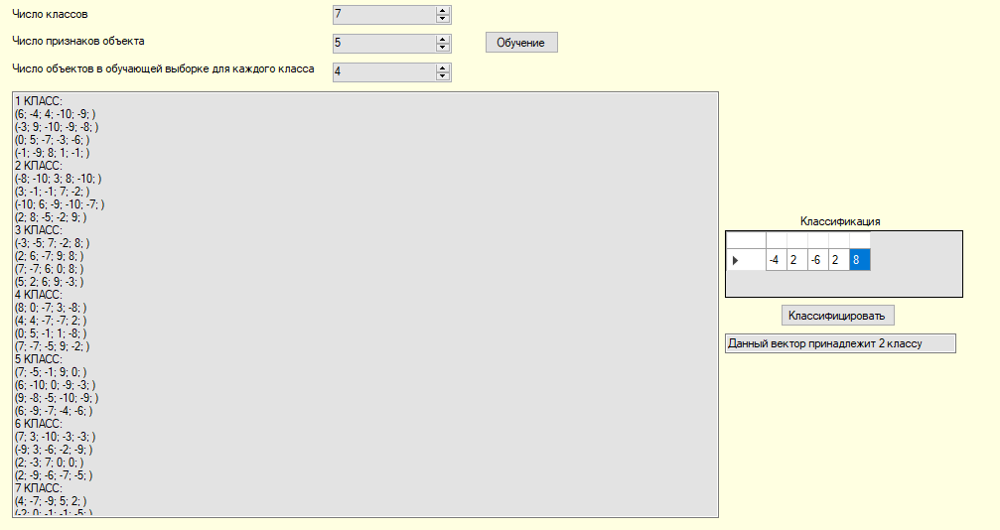 Число классов
7
Число признаков объекта
5
Обучение
Число объектов в обучающей выборке для каждого класса
4
1 КЛАСС:
(6; -4; 4; -10; -9; )
(-3; 9; -10; -9; -8; )
(0; 5; -7; -3; -6; )
(-1; -9; 8; 1; -1; )
2 КЛАСС:
(-8; -10; 3; 8; -10; )
(3; -1; -1; 7; -2; )
(-10; 6; -9; -10; -7; )
(2; 8; -5; -2; 9; )
3 КЛАСС:
(-3; -5; 7; -2; 8; )
(2; 6; -7; 9; 8; )
(7; -7; 6; 0; 8; )
(5; 2; 6; 9; -3; )
4 КЛАСС:
(8; 0; -7; 3; -8; )
(4; 4; -7; -7; 2; )
(0; 5; -1; 1; -8; )
(7; -7; -5; 9; -2; )
5 КЛАСС:
(7; -5; -1; 9; 0; )
(6; -10; 0; -9; -3; )
(9; -8; -5; -10; -9; )
(6; -9; -7; -4; -6; )
6 КЛАСС:
(7; 3; -10; -3; -3; )
(-9; 3; -6; -2; -9; )
(2; -3; 7; 0; 0; )
(2; -9; -6; -7; -5; )
7 КЛАСС:
(4; -7; -9; 5; 2; )
(-2; 0; -1; -1; -5; )
Классификация
-4 2 -6 2 8
Классифицировать
Данный вектор принадлежит 2 классу